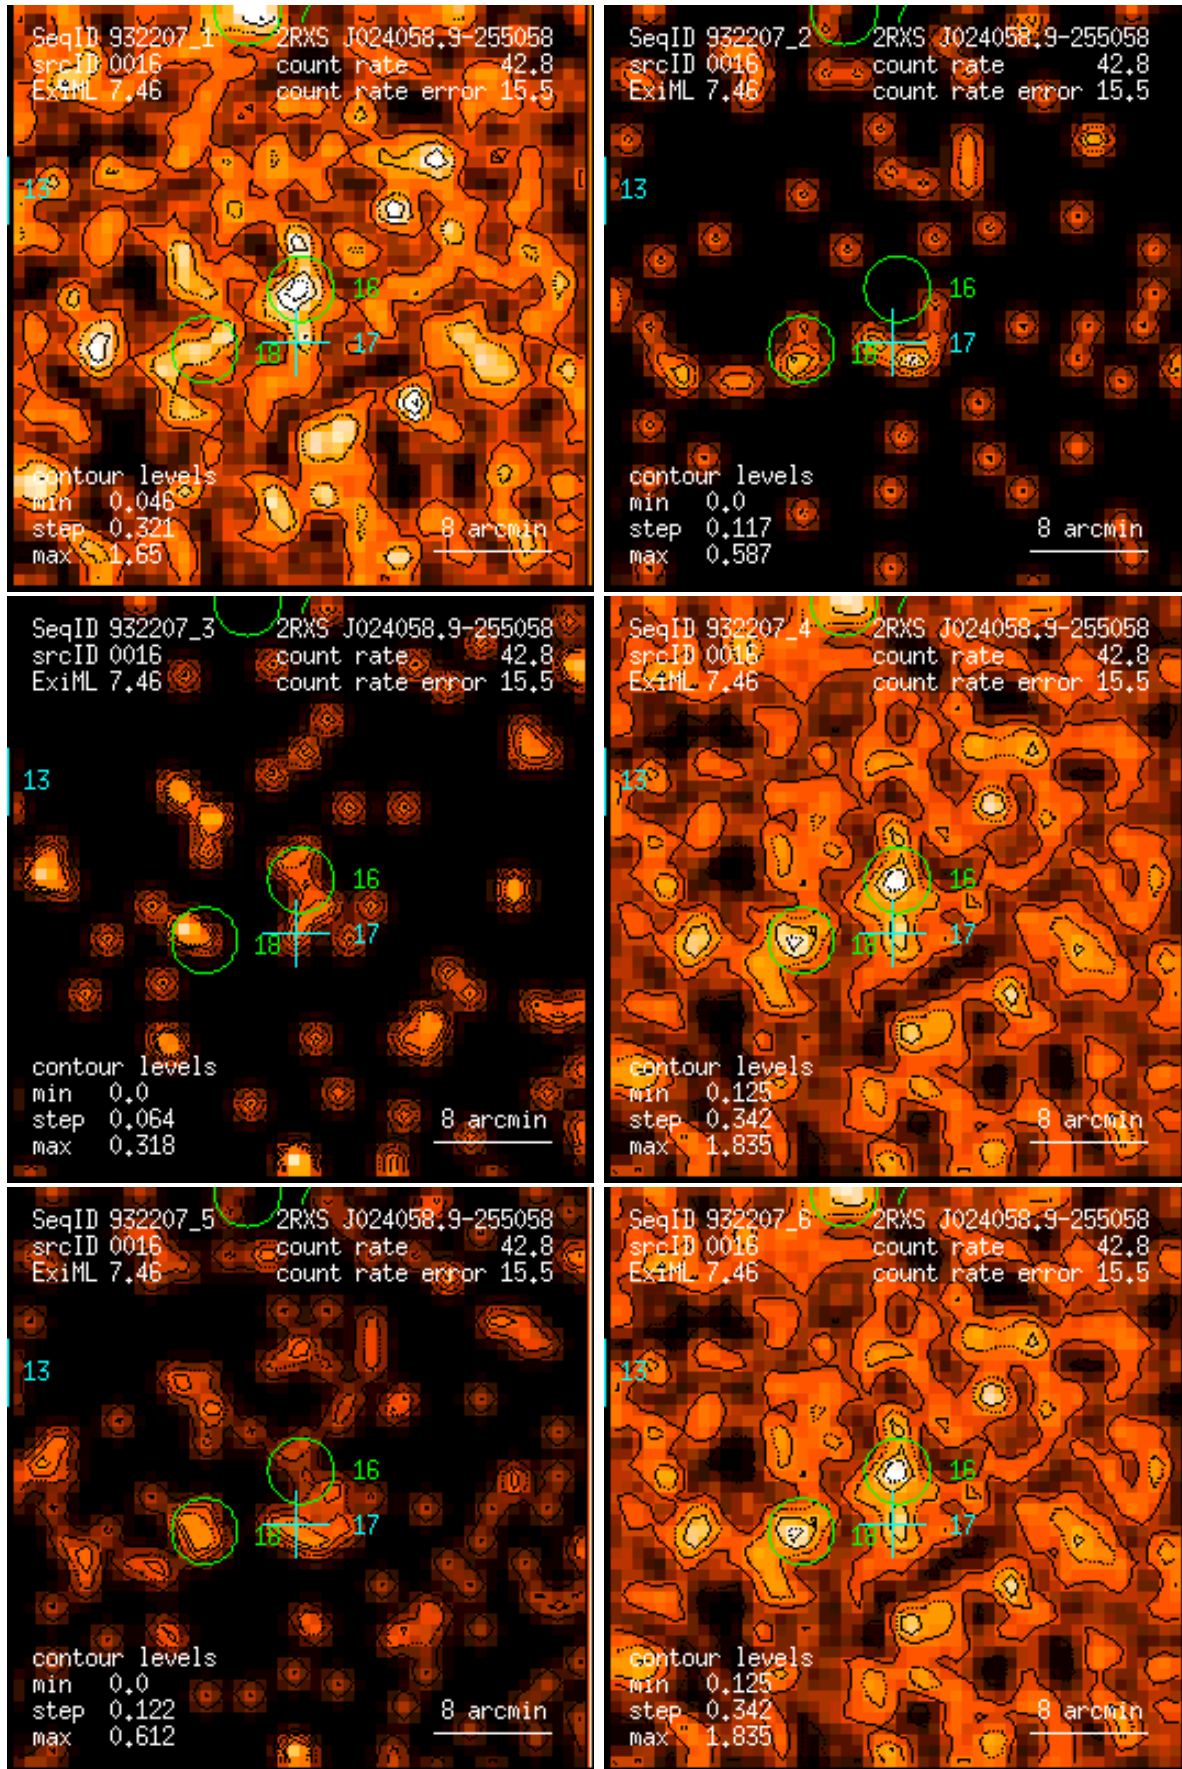 SeqID 932207_1 2RXS J024058.9-255058
srcID 0016 count rate 42.8
ExiML 7.46 count rate error 15.5
7
13
16
17
18
contour levels
min 0.046
step 0.321
max 1.65
8 arcmin
SeqID 932207_2 2RXS J024058.9-255058
srcID 0016 count rate 42.8
ExiML 7.46 count rate error 15.5
7
13
16
17
18
contour levels
min 0.0
step 0.117
max 0.587
8 arcmin
SeqID 932207_3 2RXS J024058.9-255058
srcID 0016 count rate 42.8
ExiML 7.46 count rate error 15.5
7
13
16
17
18
contour levels
min 0.0
step 0.064
max 0.318
8 arcmin
SeqID 932207_4 2RXS J024058.9-255058
srcID 0016 count rate 42.8
ExiML 7.46 count rate error 15.5
7
13
16
17
18
contour levels
min 0.125
step 0.342
max 1.835
8 arcmin
SeqID 932207_5 2RXS J024058.9-255058
srcID 0016 count rate 42.8
ExiML 7.46 count rate error 15.5
7
13
16
17
18
contour levels
min 0.0
step 0.122
max 0.612
8 arcmin
SeqID 932207_6 2RXS J024058.9-255058
srcID 0016 count rate 42.8
ExiML 7.46 count rate error 15.5
7
13
16
17
18
contour levels
min 0.125
step 0.342
max 1.835
8 arcmin